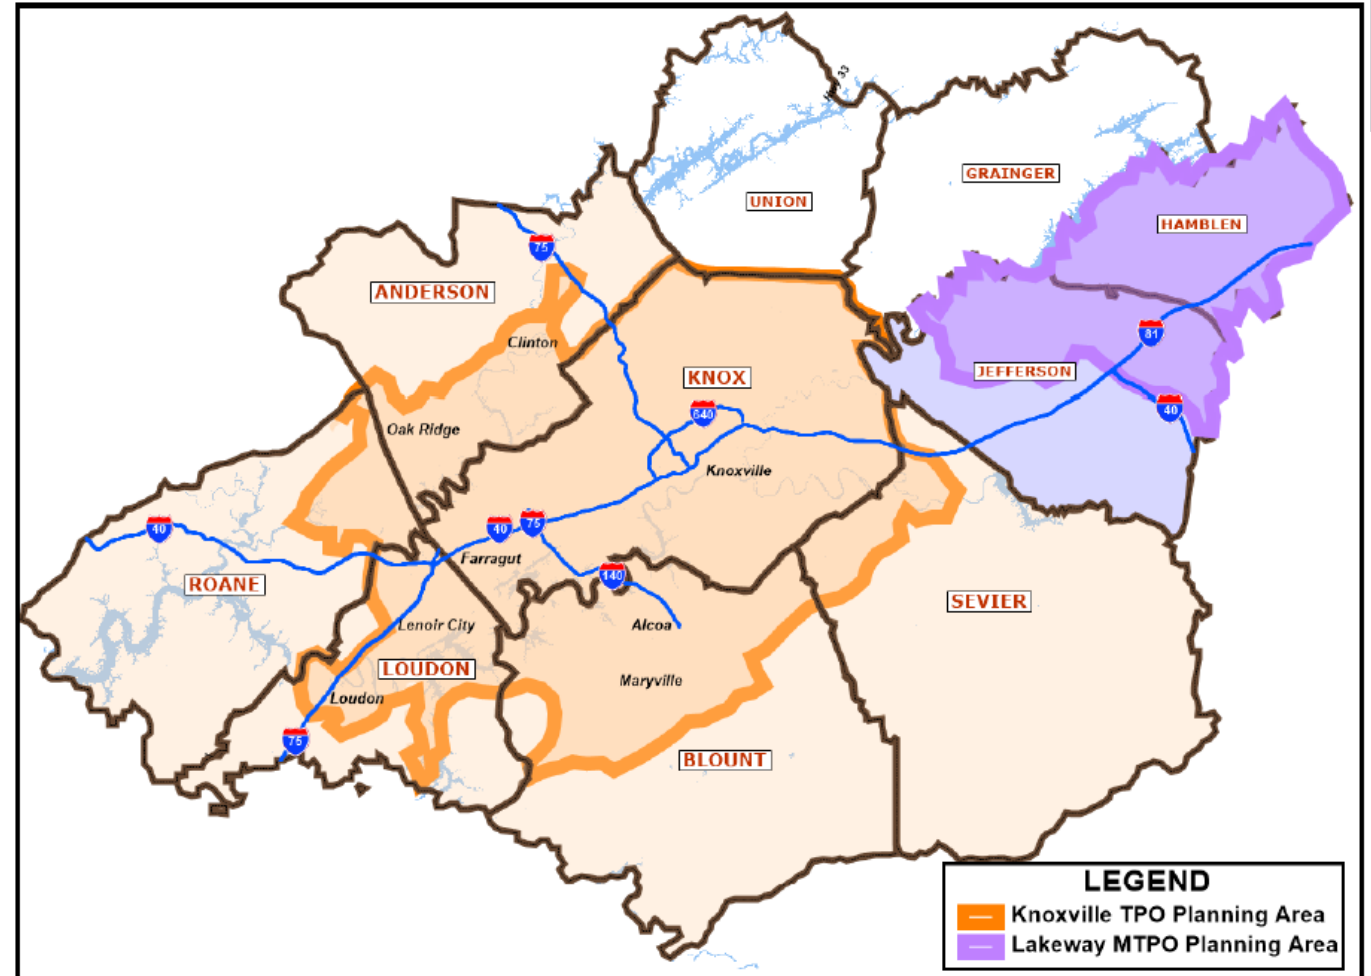 Hwy 33
GRAINGER
UNION
HAMBLEN
75
ANDERSON
81
Clinton
JEFFERSON
KNOX
640
40
Oak Ridge
Knoxville
40
40
75
Farragut
ROANE
140
SEVIER
Lenoir City
Alcoa
LOUDON
Maryville
Loudon
75
BLOUNT
LEGEND
Knoxville TPO Planning Area
Lakeway MTPO Planning Area